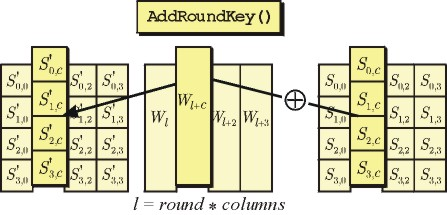 AddRoundKey()
S'0,c
S'0,0 S'0,2 S'0,3
S'1,c
S'1,0 '1,2 S'1,3
S'2,c
S'2,0 S'2,2 S'2,3
S'3,c
S'3,0 S'3,2 S'3,3
Wl+c
Wl Wl+2 Wl+3
S0,c
S0,0 S0,2 S0,3
S1,c
S1,0 S1,2 S1,3
S2,c
S2,0 S2,2 S2,3
S3,c
S3,0 S3,2 S3,3
l = round * columns